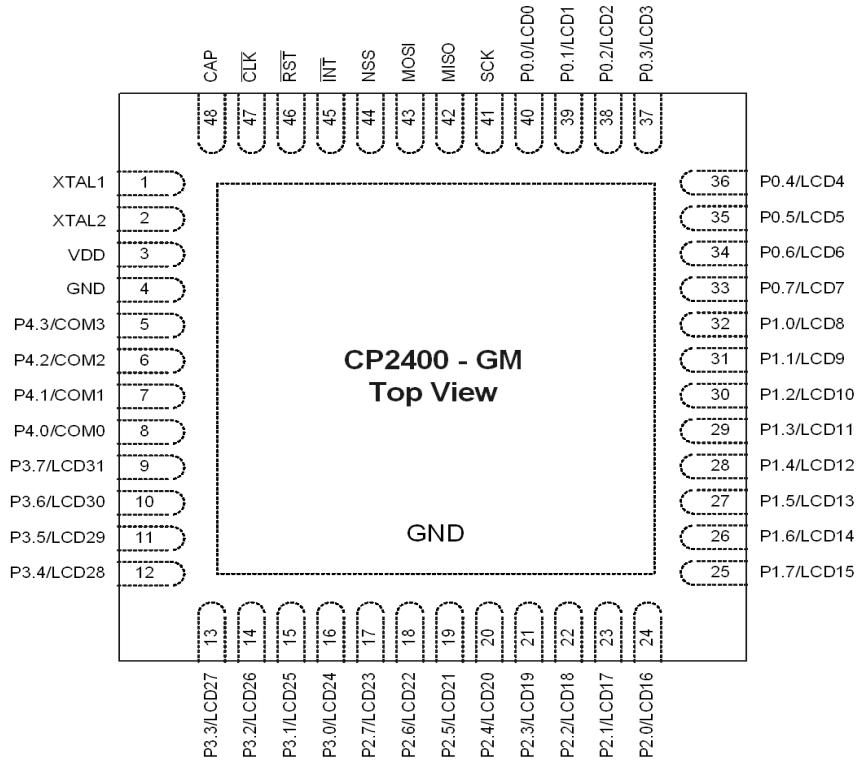 CAP
CLK
RST
INT
NSS
MOSI
MISO
SCK
P0.0/LCD0
P0.1/LCD1
P0.2/LCD2
P0.3/LCD3
48
47
46
45
44
43
42
41
40
39
38
37
XTAL1 1
XTAL2 2
VDD 3
GND 4
P4.3/COM3 5
P4.2/COM2 6
P4.1/COM1 7
P4.0/COM0 8
P3.7/LCD31 9
P3.6/LCD30 10
P3.5/LCD29 11
P3.4/LCD28 12
CP2400 - GM
Top View
GND
36 P0.4/LCD4
35 P0.5/LCD5
34 P0.6/LCD6
33 P0.7/LCD7
32 P1.0/LCD8
31 P1.1/LCD9
30 P1.2/LCD10
29 P1.3/LCD11
28 P1.4/LCD12
27 P1.5/LCD13
26 P1.6/LCD14
25 P1.7/LCD15
13
14
15
16
17
18
19
20
21
22
23
24
P3.3/LCD27
P3.2/LCD26
P3.1/LCD25
P3.0/LCD24
P2.7/LCD23
P2.6/LCD22
P2.5/LCD21
P2.4/LCD20
P2.3/LCD19
P2.2/LCD18
P2.1/LCD17
P2.0/LCD16